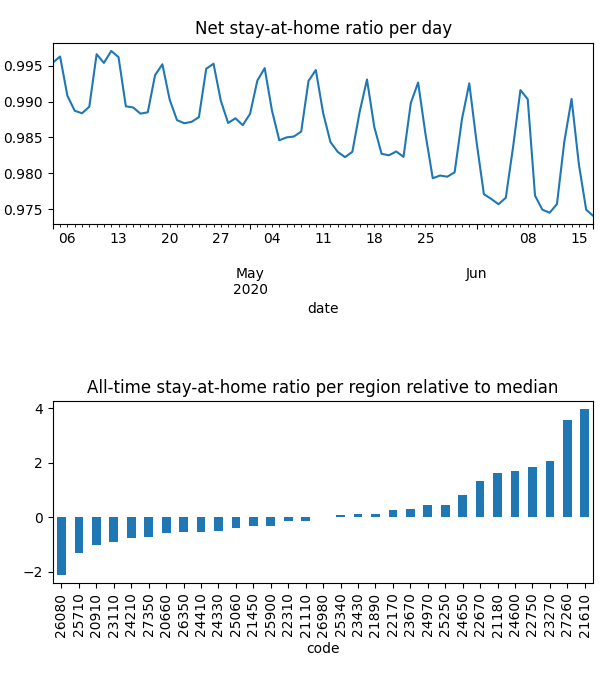 Net stay-at-home ratio per day
0.995
0.990
0.985
0.980
0.975
06 13 20 27 04 11 18 25 08 15
May Jun
2020
date
All-time stay-at-home ratio per region relative to median
4
2
0
−2
26080 25710 20910 23110 24210 27350 20660 26350 24410 24330 25060 21450 25900 22310 21110 26980 25340 23430 21890 22170 23670 24970 25250 24650 22670 21180 24600 22750 23270 27260 21610
code